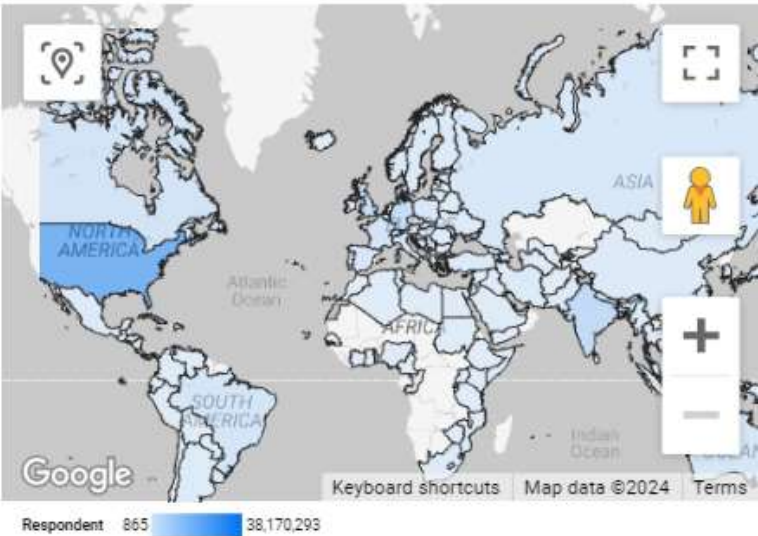 ASIA
NORTH
AMERICA
Atlantic
Ocean
AFRICA
SOUTH
AMERICA
Indian
Ocean
Google
Keyboard shortcuts
Map data ©2024
Terms
Respondent 865 38,170,293